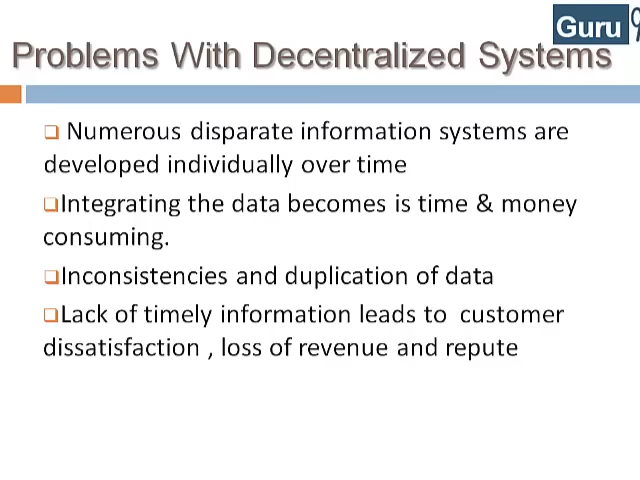 Guru
Problems With Decentralized Systems
Numerous disparate information systems are
developed individually over time
Integrating the data becomes is time & money
consuming.
Inconsistencies and duplication of data
Lack of timely information leads to customer
dissatisfaction , loss of revenue and repute